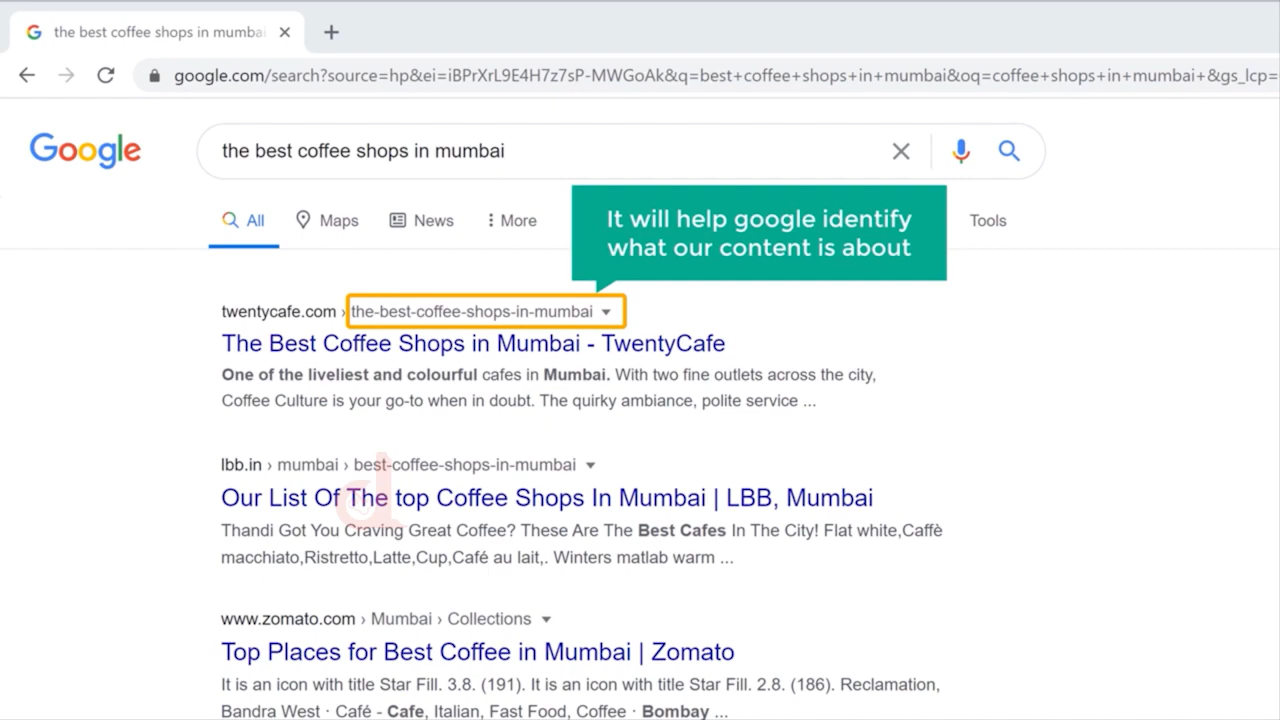 the best coffee shops in mumba
google.com/search?source=hp&ei=iBPrXrL9E4H7z7sP-MWGoAk&q=best+coffee+shops+in+mumbai&oq=coffee+shops+in+mumbai+&gs_lcp=
Google
the best coffee shops in mumbai
All
Maps
News
More
Tools
It will help google identify
what our content is about
twentycafe.com › the-best-coffee-shops-in-mumbai
The Best Coffee Shops in Mumbai - TwentyCafe
One of the liveliest and colourful cafes in Mumbai. With two fine outlets across the city,
Coffee Culture is your go-to when in doubt. The quirky ambiance, polite service ...
lbb.in › mumbai › best-coffee-shops-in-mumbai
Our List Of The top Coffee Shops In Mumbai | LBB, Mumbai
Thandi Got You Craving Great Coffee? These Are The Best Cafes In The City! Flat white,Caffè
macchiato,Ristretto,Latte,Cup,Café au lait,. Winters matlab warm ...
www.zomato.com › Mumbai › Collections
Top Places for Best Coffee in Mumbai | Zomato
It is an icon with title Star Fill. 3.8. (191). It is an icon with title Star Fill. 2.8. (186). Reclamation,
Bandra West · Café - Cafe, Italian, Fast Food, Coffee · Bombay ...